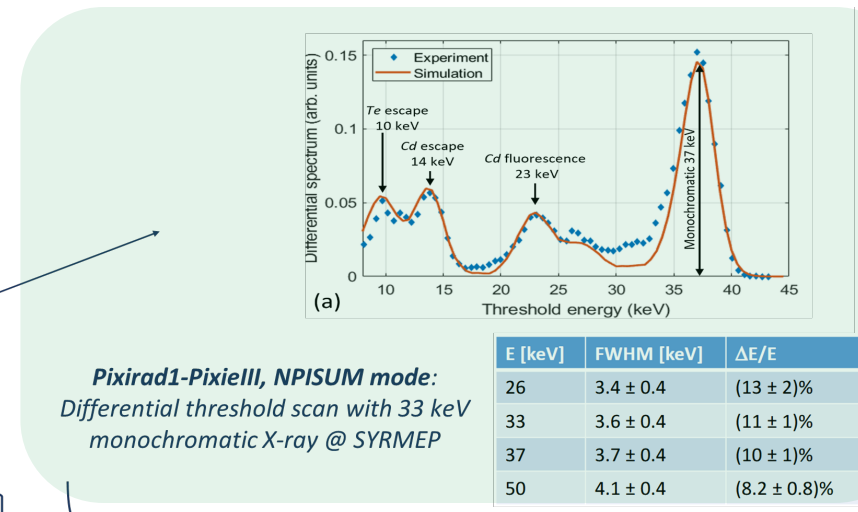 Differential spectrum (arb. units)
0.15
0.1
0.05
0
Experiment
Simulation
Te escape
10 keV
Cd escape
14 keV
Cd fluorescence
23 keV
Monochromatic 37 keV
10 15 20 25 30 35 40 45
(a)
Threshold energy (keV)
Pixirad1-PixieIII, NPISUM mode:
Differential threshold scan with 33 keV
monochromatic X-ray @ SYRMEP
E [keV] FWHM [keV] ΔE/E
26 3.4 ± 0.4 (13 ± 2)%
33 3.6 ± 0.4 (11 ± 1)%
37 3.7 ± 0.4 (10 ± 1)%
50 4.1 ± 0.4 (8.2 ± 0.8)%